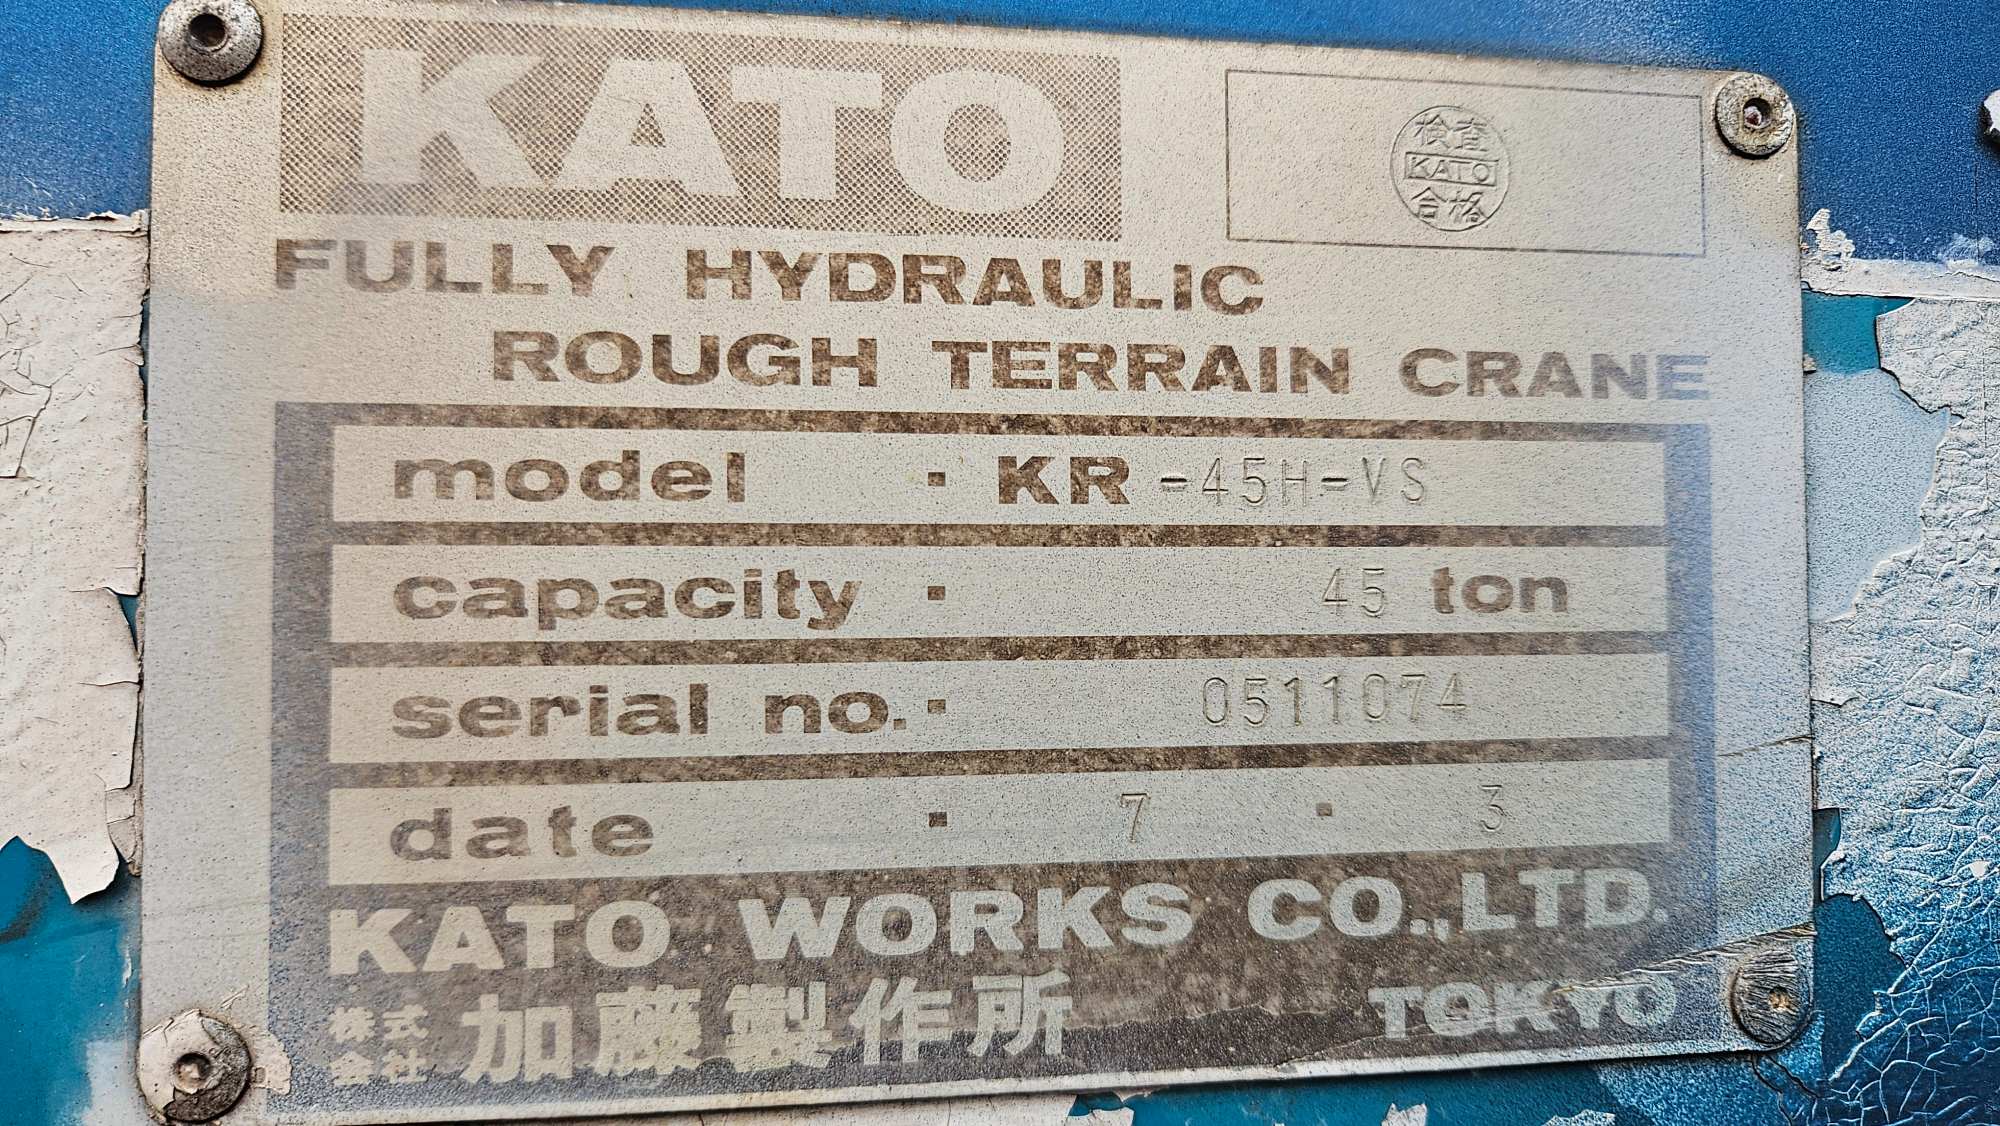 KATO
検査
KATO
合格
FULLY HYDRAULIC
ROUGH TERRAIN CRANE
model · KR -45H-VS
capacity · 45 ton
serial no. · 0511074
date · 7 · 3
KATO WORKS CO.,LTD.
株式会社 加藤製作所 TOKYO